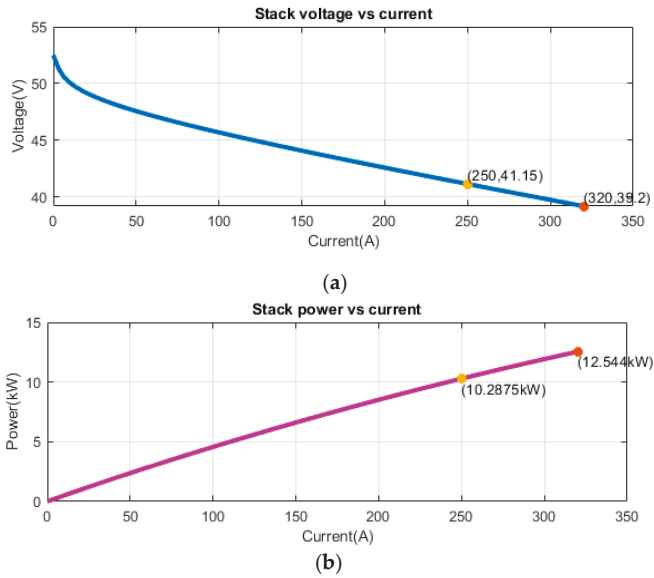 Stack voltage vs current
55
50
45
40
Voltage(V)
(250,41.15)
(320,39.2)
0 50 100 150 200 250 300 350
Current(A)
(a)
Stack power vs current
15
10
5
0
Power(kW)
(12.544kW)
(10.2875kW)
0 50 100 150 200 250 300 350
Current(A)
(b)